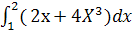 ∫₁²( 2x + 4X³)dx